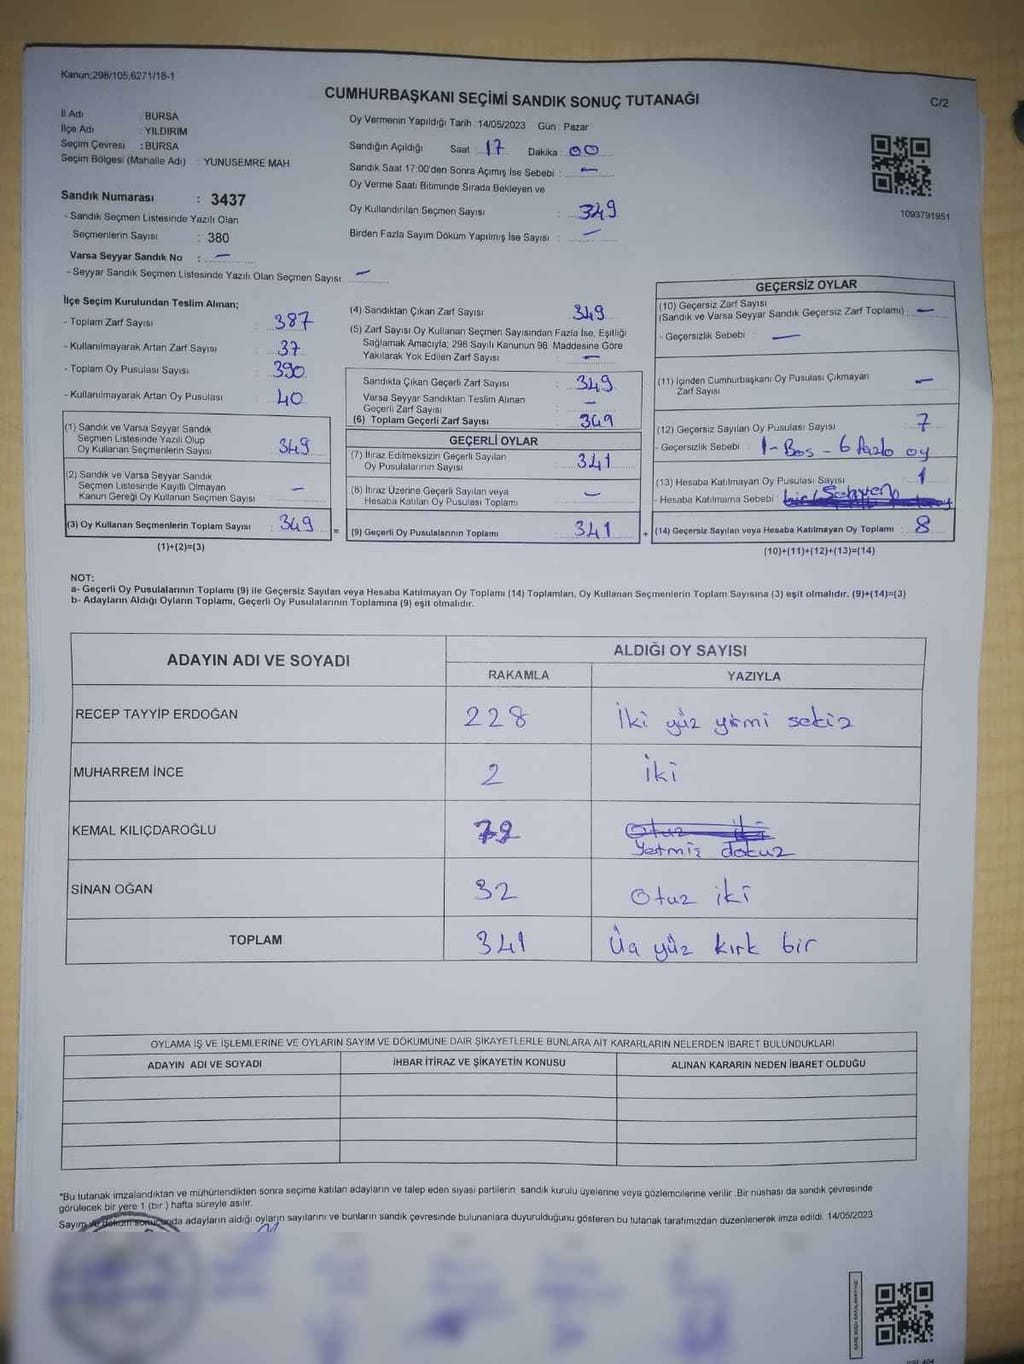 Kanun;298/105,6271/18-1
CUMHURBAŞKANI SEÇİMİ SANDIK SONUÇ TUTANAĞI
C/2
İl Adı BURSA
İlçe Adı : YILDIRIM
Seçim Çevresi : BURSA
Seçim Bölgesi (Mahalle Adı) : YUNUSEMRE MAH
Sandık Numarası : 3437
- Sandık Seçmen Listesinde Yazılı Olan
Seçmenlerin Sayısı : 380
Varsa Seyyar Sandık No : —
- Seyyar Sandık Seçmen Listesinde Yazılı Olan Seçmen Sayısı —
Oy Vermenin Yapıldığı Tarih :14/05/2023 Gün : Pazar
Sandığın Açıldığı Saat : 17 Dakika : 00
Sandık Saat 17:00'den Sonra Açımış İse Sebebi : —
Oy Verme Saati Bitiminde Sırada Bekleyen ve
Oy Kullandırılan Seçmen Sayısı : 349
Birden Fazla Sayım Döküm Yapılmış İse Sayısı : —
1093791951
İlçe Seçim Kurulundan Teslim Alınan;
- Toplam Zarf Sayısı 387
- Kullanılmayarak Artan Zarf Sayısı 37
- Toplam Oy Pusulası Sayısı 390
- Kullanılmayarak Artan Oy Pusulası 40
(1) Sandık ve Varsa Seyyar Sandık
Seçmen Listesinde Yazılı Olup
Oy Kullanan Seçmenlerin Sayısı 349
(2) Sandık ve Varsa Seyyar Sandık
Seçmen Listesinde Kayıtlı Olmayan
Kanun Gereği Oy Kullanan Seçmen Sayısı —
(3) Oy Kullanan Seçmenlerin Toplam Sayısı 349 =
(1)+(2)=(3)
(4) Sandıktan Çıkan Zarf Sayısı 349
(5) Zarf Sayısı Oy Kullanan Seçmen Sayısından Fazla İse, Eşitliği
Sağlamak Amacıyla; 298 Sayılı Kanunun 98. Maddesine Göre
Yakılarak Yok Edilen Zarf Sayısı —
Sandıkta Çıkan Geçerli Zarf Sayısı 349
Varsa Seyyar Sandıktan Teslim Alınan
Geçerli Zarf Sayısı —
(6) Toplam Geçerli Zarf Sayısı 349
GEÇERLİ OYLAR
(7) İtiraz Edilmeksizin Geçerli Sayılan
Oy Pusulalarının Sayısı 341
(8) İtiraz Üzerine Geçerli Sayılan veya
Hesaba Katılan Oy Pusulası Toplamı —
(9) Geçerli Oy Pusulalarının Toplamı 341 +
GEÇERSİZ OYLAR
(10) Geçersiz Zarf Sayısı
(Sandık ve Varsa Seyyar Sandık Geçersiz Zarf Toplamı) —
- Geçersizlik Sebebi : —
(11) İçinden Cumhurbaşkanı Oy Pusulası Çıkmayan
Zarf Sayısı —
(12) Geçersiz Sayılan Oy Pusulası Sayısı 7
- Geçersizlik Sebebi : 1-Boş - 6 fazla oy
(13) Hesaba Katılmayan Oy Pusulası Sayısı 1
- Hesaba Katılmama Sebebi :
(14) Geçersiz Sayılan veya Hesaba Katılmayan Oy Toplamı 8
(10)+(11)+(12)+(13)=(14)
NOT:
a- Geçerli Oy Pusulalarının Toplamı (9) ile Geçersiz Sayılan veya Hesaba Katılmayan Oy Toplamı (14) Toplamları, Oy Kullanan Seçmenlerin Toplam Sayısına (3) eşit olmalıdır. (9)+(14)=(3)
b- Adayların Aldığı Oyların Toplamı, Geçerli Oy Pusulalarının Toplamına (9) eşit olmalıdır.
ADAYIN ADI VE SOYADI ALDIĞI OY SAYISI
RAKAMLA YAZIYLA
RECEP TAYYİP ERDOĞAN 228 İki yüz yirmi sekiz
MUHARREM İNCE 2 iki
KEMAL KILIÇDAROĞLU 79 Otuz iki
Yetmiş dokuz
SİNAN OĞAN 32 Otuz iki
TOPLAM 341 Üç yüz kırk bir
OYLAMA İŞ VE İŞLEMLERİNE VE OYLARIN SAYIM VE DÖKÜMÜNE DAİR ŞİKAYETLERLE BUNLARA AİT KARARLARIN NELERDEN İBARET BULUNDUKLARI
ADAYIN ADI VE SOYADI İHBAR İTİRAZ VE ŞİKAYETİN KONUSU ALINAN KARARIN NEDEN İBARET OLDUĞU
*Bu tutanak imzalandıktan ve mühürlendikten sonra seçime katılan adayların ve talep eden siyasi partilerin sandık kurulu üyelerine veya gözlemcilerine verilir .Bir nüshası da sandık çevresinde
görülecek bir yere 1 (bir ) hafta süreyle asılır.
Sayım ve döküm sonucunda adayların aldığı oyların sayılarını ve bunların sandık çevresinde bulunanlara duyurulduğunu gösteren bu tutanak tarafımızdan düzenlenerek imza edildi. 14/05/2023